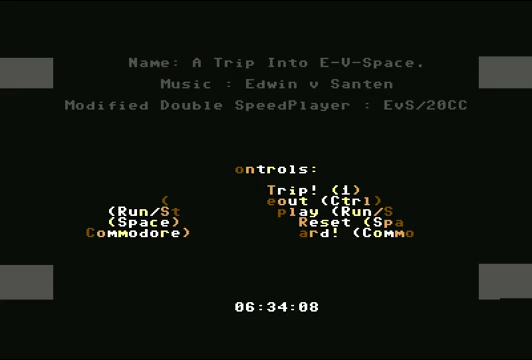 Name: A Trip Into E-V-Space.
Music : Edwin v Santen
Modified Double SpeedPlayer : EvS/20CC
ontrols:
Trip! (1)
( eout (Ctrl)
(Run/St play (Run/S
(Space) Reset (Spa
Commodore) ard! (Commo
06:34:08